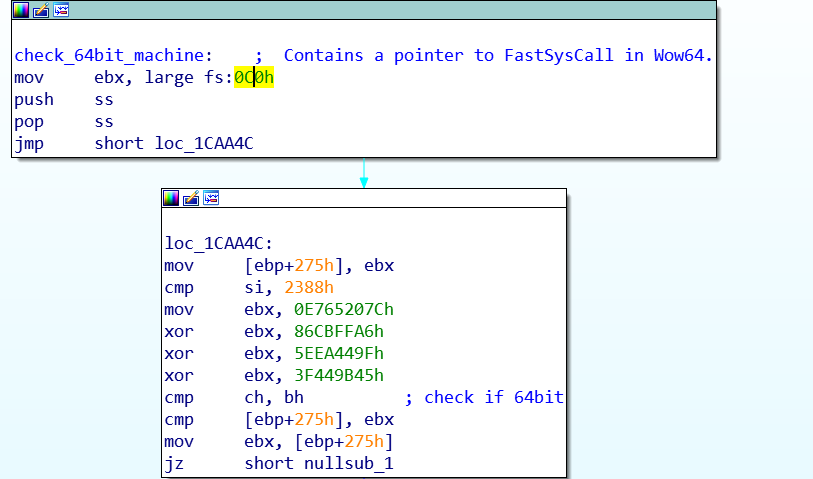 check_64bit_machine:    ;  Contains a pointer to FastSysCall in Wow64.
mov     ebx, large fs:0C0h
push    ss
pop     ss
jmp     short loc_1CAA4C
loc_1CAA4C:
mov     [ebp+275h], ebx
cmp     si, 2388h
mov     ebx, 0E765207Ch
xor     ebx, 86CBFFA6h
xor     ebx, 5EEA449Fh
xor     ebx, 3F449B45h
cmp     ch, bh          ; check if 64bit
cmp     [ebp+275h], ebx
mov     ebx, [ebp+275h]
jz      short nullsub_1